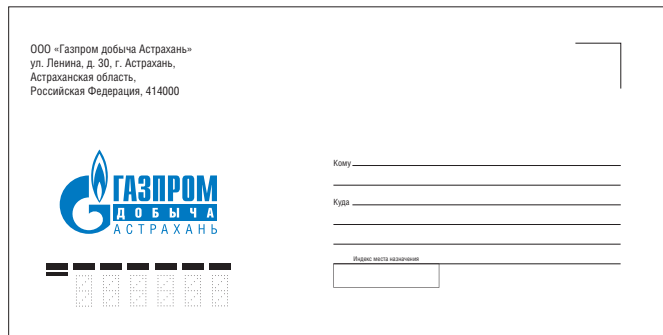 ООО «Газпром добыча Астрахань»
ул. Ленина, д. 30, г. Астрахань,
Астраханская область,
Российская Федерация, 414000
ГАЗПРОМ
ДОБЫЧА
АСТРАХАНЬ
Кому
Куда
Индекс места назначения